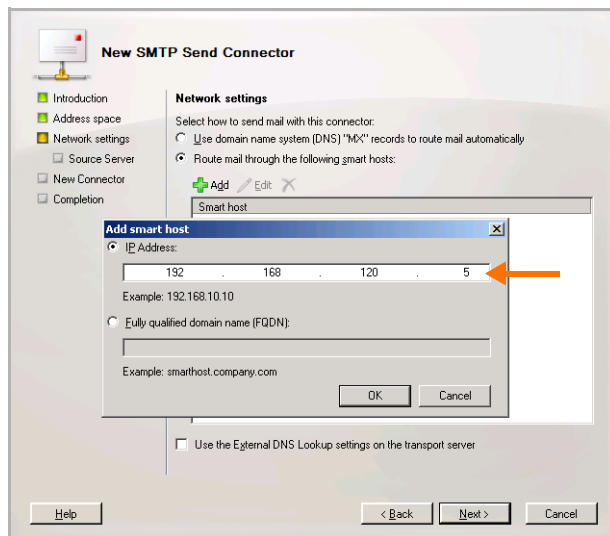 New SMTP Send Connector
Introduction
Address space
Network settings
Source Server
New Connector
Completion
Network settings
Select how to send mail with this connector:
Use domain name system (DNS) "MX" records to route mail automatically
Route mail through the following smart hosts:
Add Edit
Smart host
Add smart host
IP Address:
192 . 168 . 120 . 5
Example: 192.168.10.10
Fully qualified domain name (FQDN):
Example: smarthost.company.com
OK Cancel
Use the External DNS Lookup settings on the transport server
Help < Back Next > Cancel